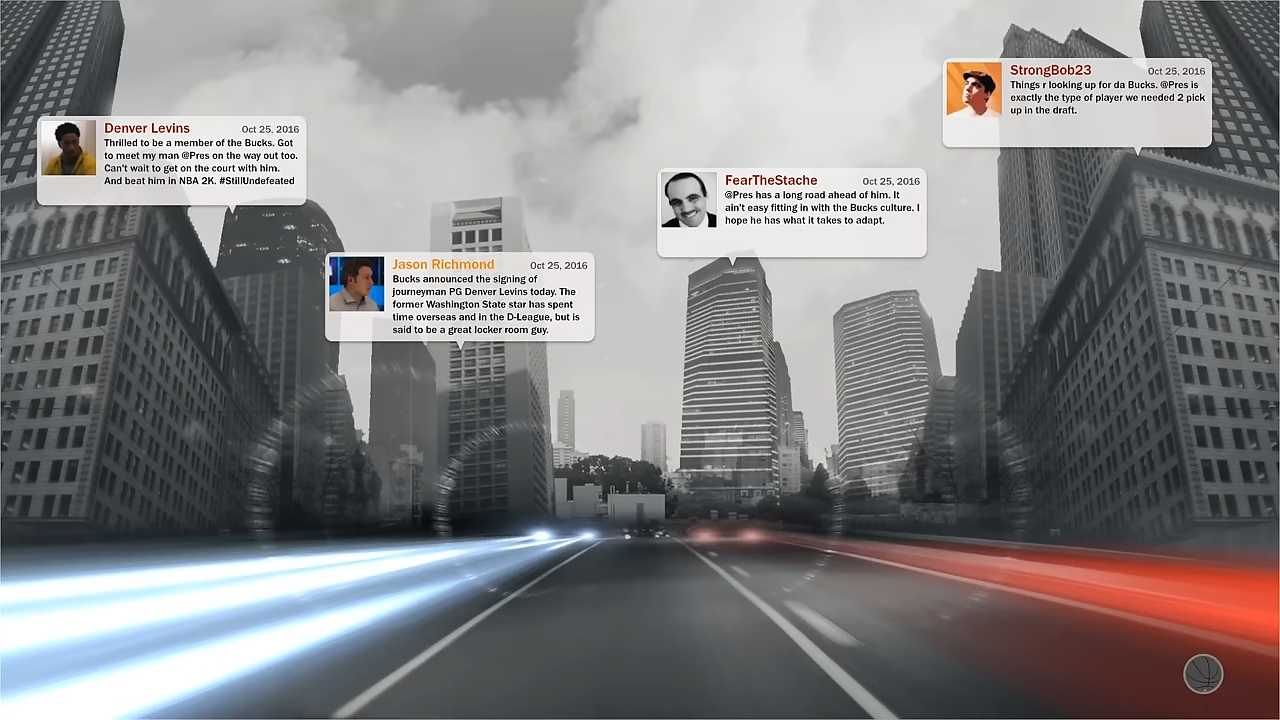 Denver Levins Oct 25, 2016
Thrilled to be a member of the Bucks. Got
to meet my man @Pres on the way out too.
Can't wait to get on the court with him.
And beat him in NBA 2K. #StillUndefeated
Jason Richmond Oct 25, 2016
Bucks announced the signing of
journeyman PG Denver Levins today. The
former Washington State star has spent
time overseas and in the D-League, but is
said to be a great locker room guy.
FearTheStache Oct 25, 2016
@Pres has a long road ahead of him. It
ain't easy fitting in with the Bucks culture. I
hope he has what it takes to adapt.
StrongBob23 Oct 25, 2016
Things r looking up for da Bucks. @Pres is
exactly the type of player we needed 2 pick
up in the draft.